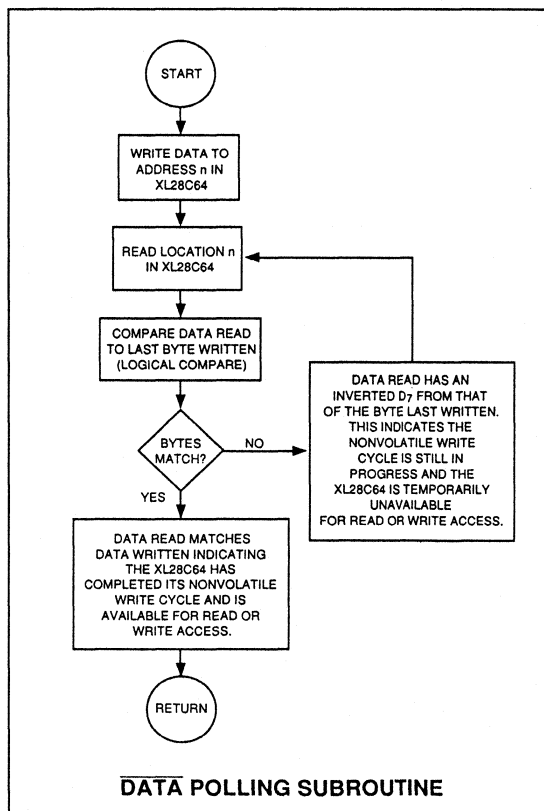 START
WRITE DATA TO
ADDRESS n IN
XL28C64
READ LOCATION n
IN XL28C64
COMPARE DATA READ
TO LAST BYTE WRITTEN
(LOGICAL COMPARE)
BYTES
MATCH?
NO
DATA READ HAS AN
INVERTED D7 FROM THAT
OF THE BYTE LAST WRITTEN.
THIS INDICATES THE
NONVOLATILE WRITE
CYCLE IS STILL IN
PROGRESS AND THE
XL28C64 IS TEMPORARILY
UNAVAILABLE
FOR READ OR WRITE ACCESS.
YES
DATA READ MATCHES
DATA WRITTEN INDICATING
THE XL28C64 HAS
COMPLETED ITS NONVOLATILE
WRITE CYCLE AND IS
AVAILABLE FOR READ OR
WRITE ACCESS.
RETURN
DATA POLLING SUBROUTINE